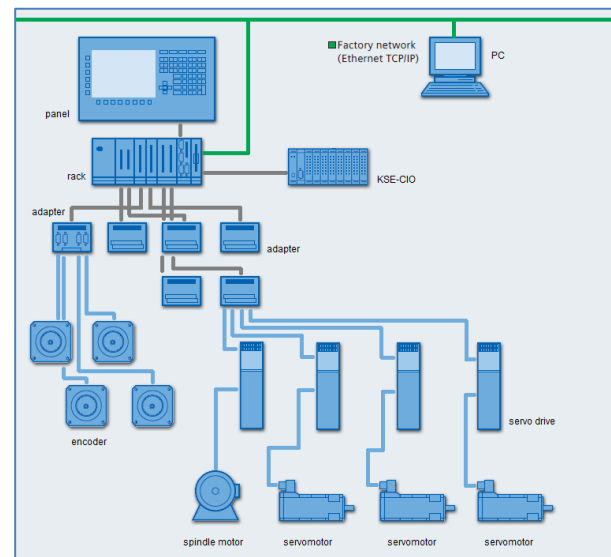 Factory network
(Ethernet TCP/IP)
PC
panel
rack
KSE-CIO
adapter
adapter
encoder
servo drive
spindle motor
servomotor
servomotor
servomotor